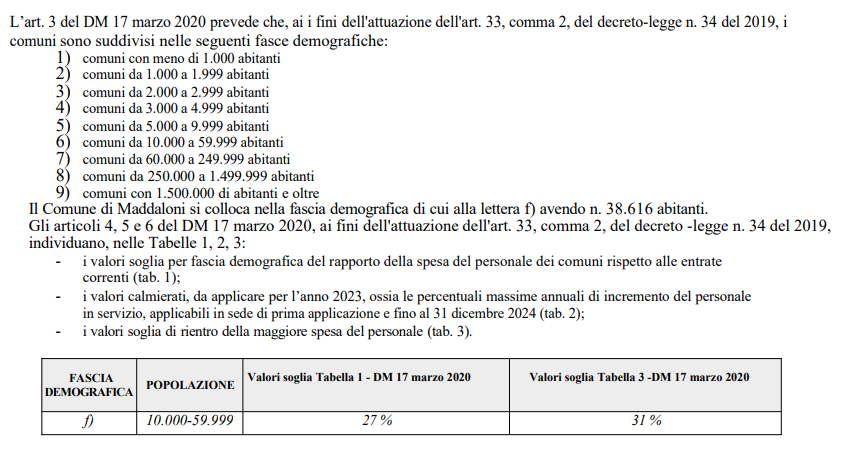 L'art. 3 del DM 17 marzo 2020 prevede che, ai i fini dell'attuazione dell'art. 33, comma 2, del decreto-legge n. 34 del 2019, i
comuni sono suddivisi nelle seguenti fasce demografiche:
1) comuni con meno di 1.000 abitanti
2) comuni da 1.000 a 1.999 abitanti
3) comuni da 2.000 a 2.999 abitanti
4) comuni da 3.000 a 4.999 abitanti
5) comuni da 5.000 a 9.999 abitanti
6) comuni da 10.000 a 59.999 abitanti
7) comuni da 60.000 a 249.999 abitanti
8) comuni da 250.000 a 1.499.999 abitanti
9) comuni con 1.500.000 di abitanti e oltre
Il Comune di Maddaloni si colloca nella fascia demografica di cui alla lettera f) avendo n. 38.616 abitanti.
Gli articoli 4, 5 e 6 del DM 17 marzo 2020, ai fini dell'attuazione dell'art. 33, comma 2, del decreto -legge n. 34 del 2019,
individuano, nelle Tabelle 1, 2, 3:
- i valori soglia per fascia demografica del rapporto della spesa del personale dei comuni rispetto alle entrate
correnti (tab. 1);
- i valori calmierati, da applicare per l'anno 2023, ossia le percentuali massime annuali di incremento del personale
in servizio, applicabili in sede di prima applicazione e fino al 31 dicembre 2024 (tab. 2);
- i valori soglia di rientro della maggiore spesa del personale (tab. 3).
FASCIA DEMOGRAFICA POPOLAZIONE Valori soglia Tabella 1 - DM 17 marzo 2020 Valori soglia Tabella 3 -DM 17 marzo 2020
f) 10.000-59.999 27 % 31 %